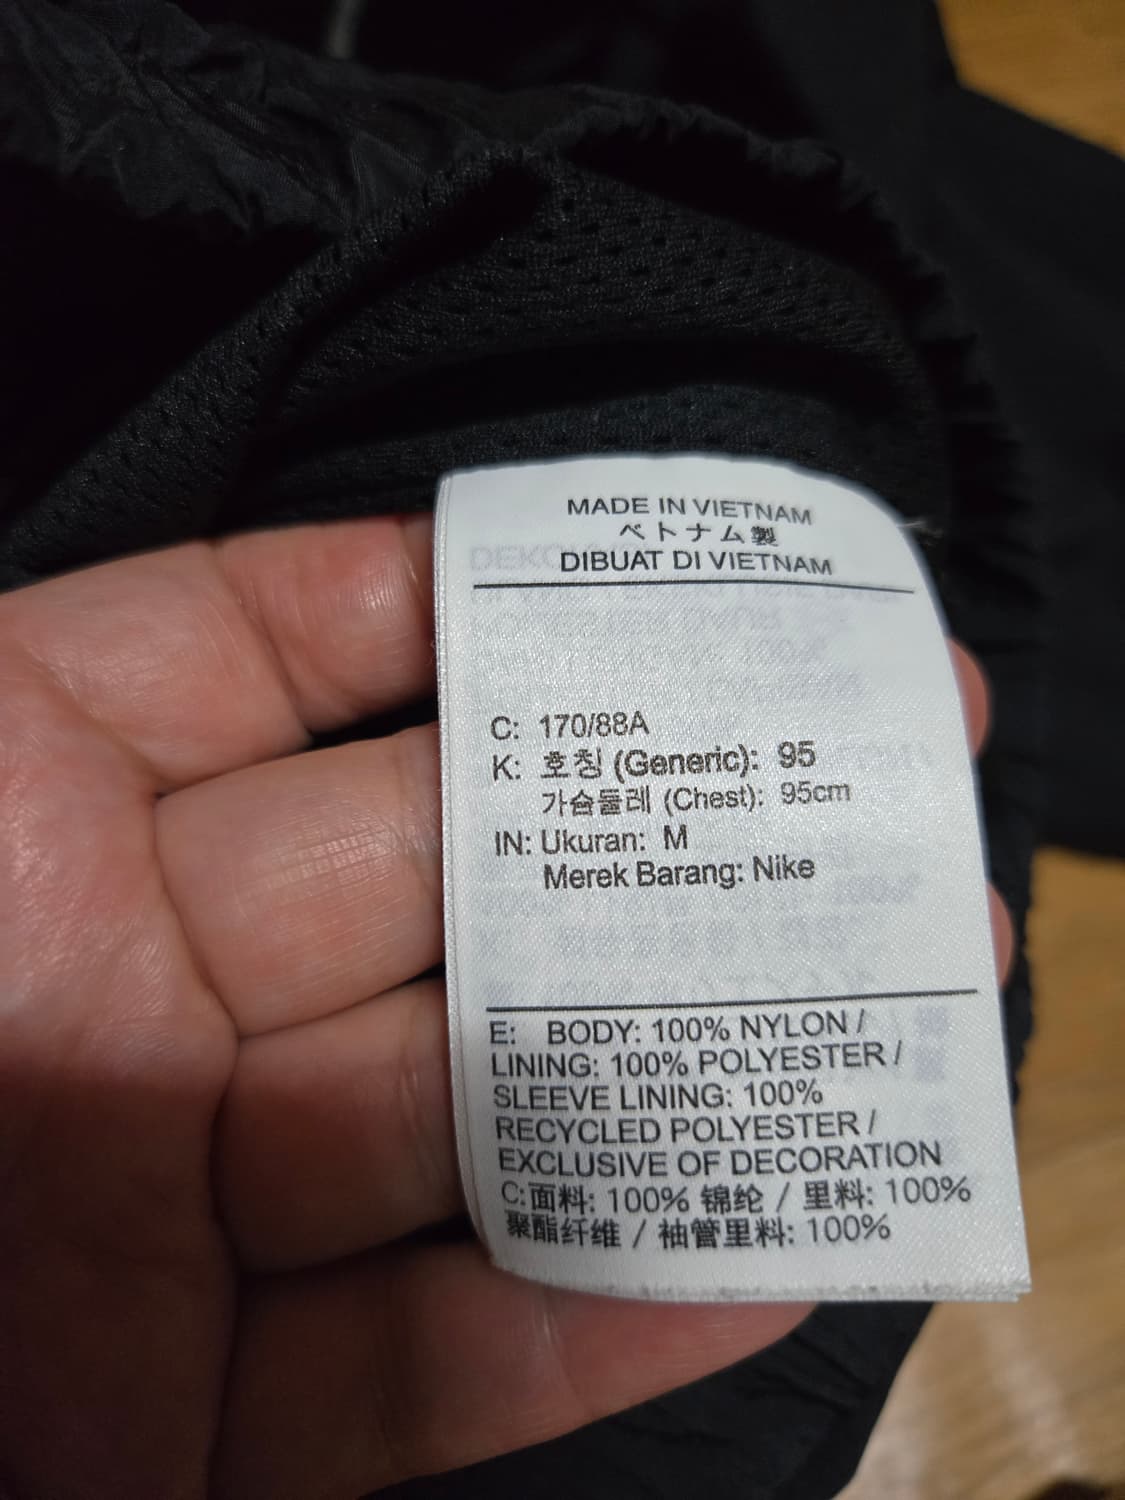 MADE IN VIETNAM
ベトナム製
DIBUAT DI VIETNAM
C: 170/88A
K: 호칭 (Generic): 95
가슴둘레 (Chest): 95cm
IN: Ukuran: M
Merek Barang: Nike
E: BODY: 100% NYLON /
LINING: 100% POLYESTER /
SLEEVE LINING: 100%
RECYCLED POLYESTER /
EXCLUSIVE OF DECORATION
C: 面料: 100% 锦纶 / 里料: 100%
聚酯纤维 / 袖管里料: 100%